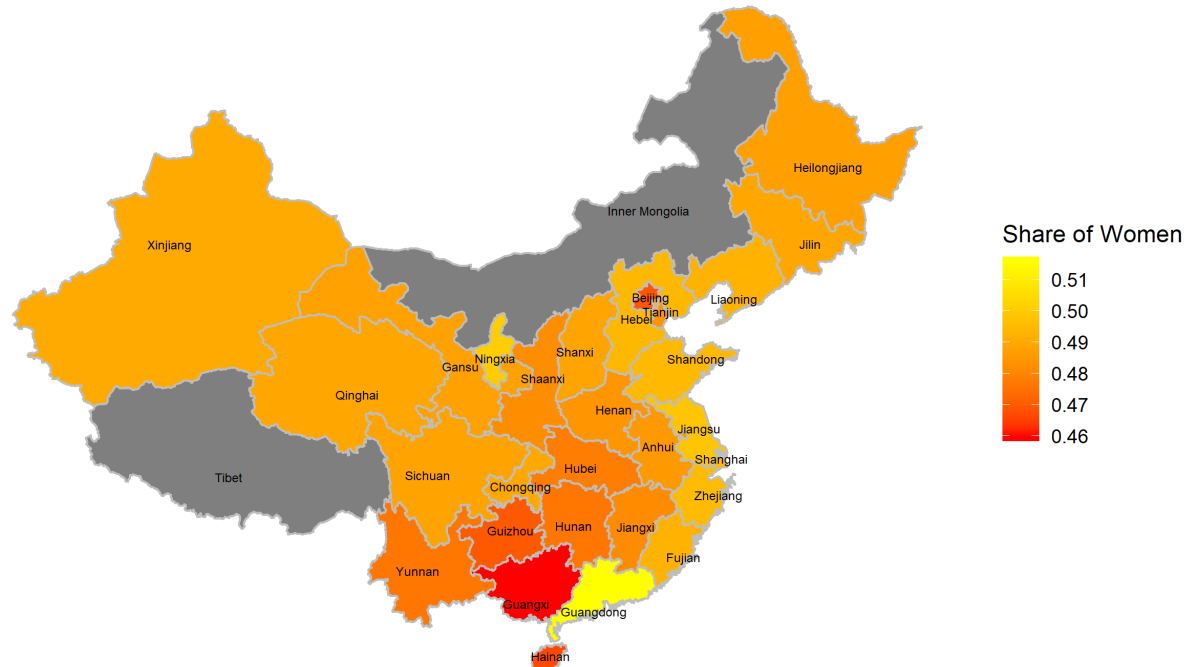 Heilongjiang
Inner Mongolia
Xinjiang
Jilin
Share of Women
0.51
0.50
0.49
0.48
0.47
0.46
Beijing
Liaoning
Tianjin
Hebei
Shanxi
Ningxia
Shandong
Gansu
Shaanxi
Qinghai
Henan
Jiangsu
Anhui
Shanghai
Hubei
Sichuan
Tibet
Chongqing
Zhejiang
Guizhou
Hunan
Jiangxi
Fujian
Yunnan
Guangxi
Guangdong
Hainan